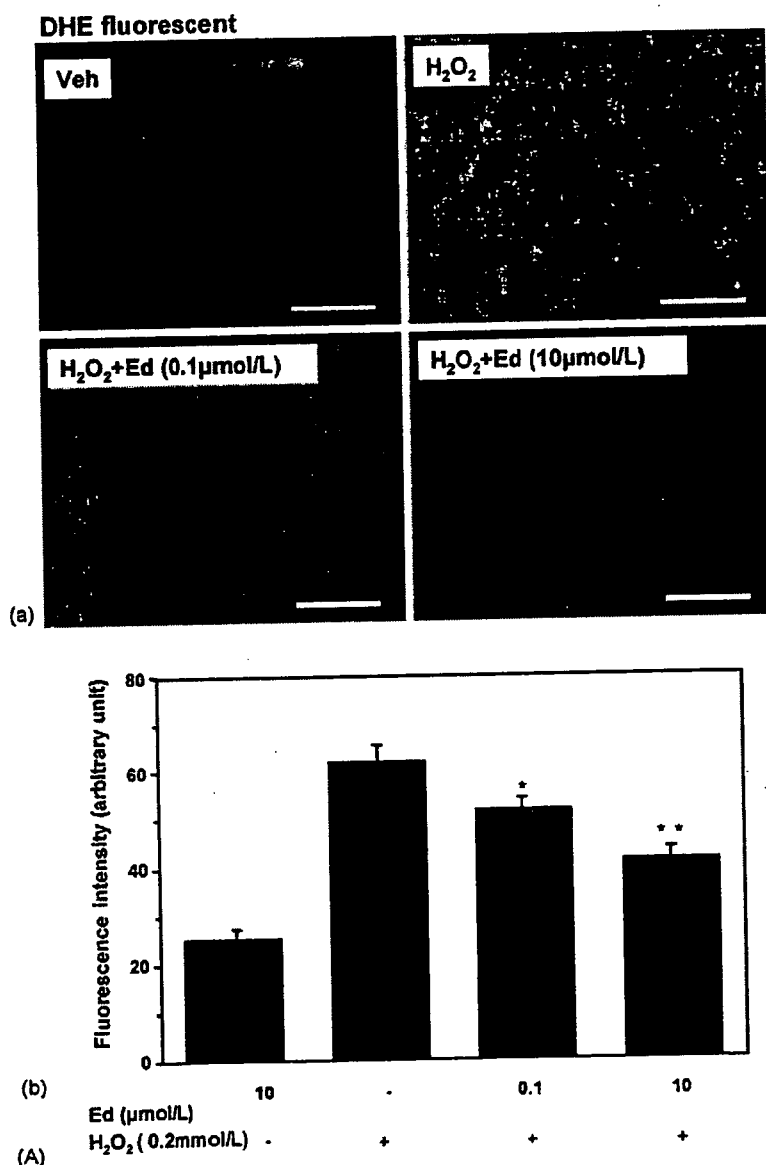 DHE fluorescent
Veh
H₂O₂
H₂O₂+Ed (0.1μmol/L)
H₂O₂+Ed (10μmol/L)
(a)
Fluorescence Intensity (arbitrary unit)
80
60
40
20
0
*
* *
(b)
10 - 0.1 10
Ed (μmol/L)
H₂O₂ ( 0.2mmol/L) - + + +
(A)